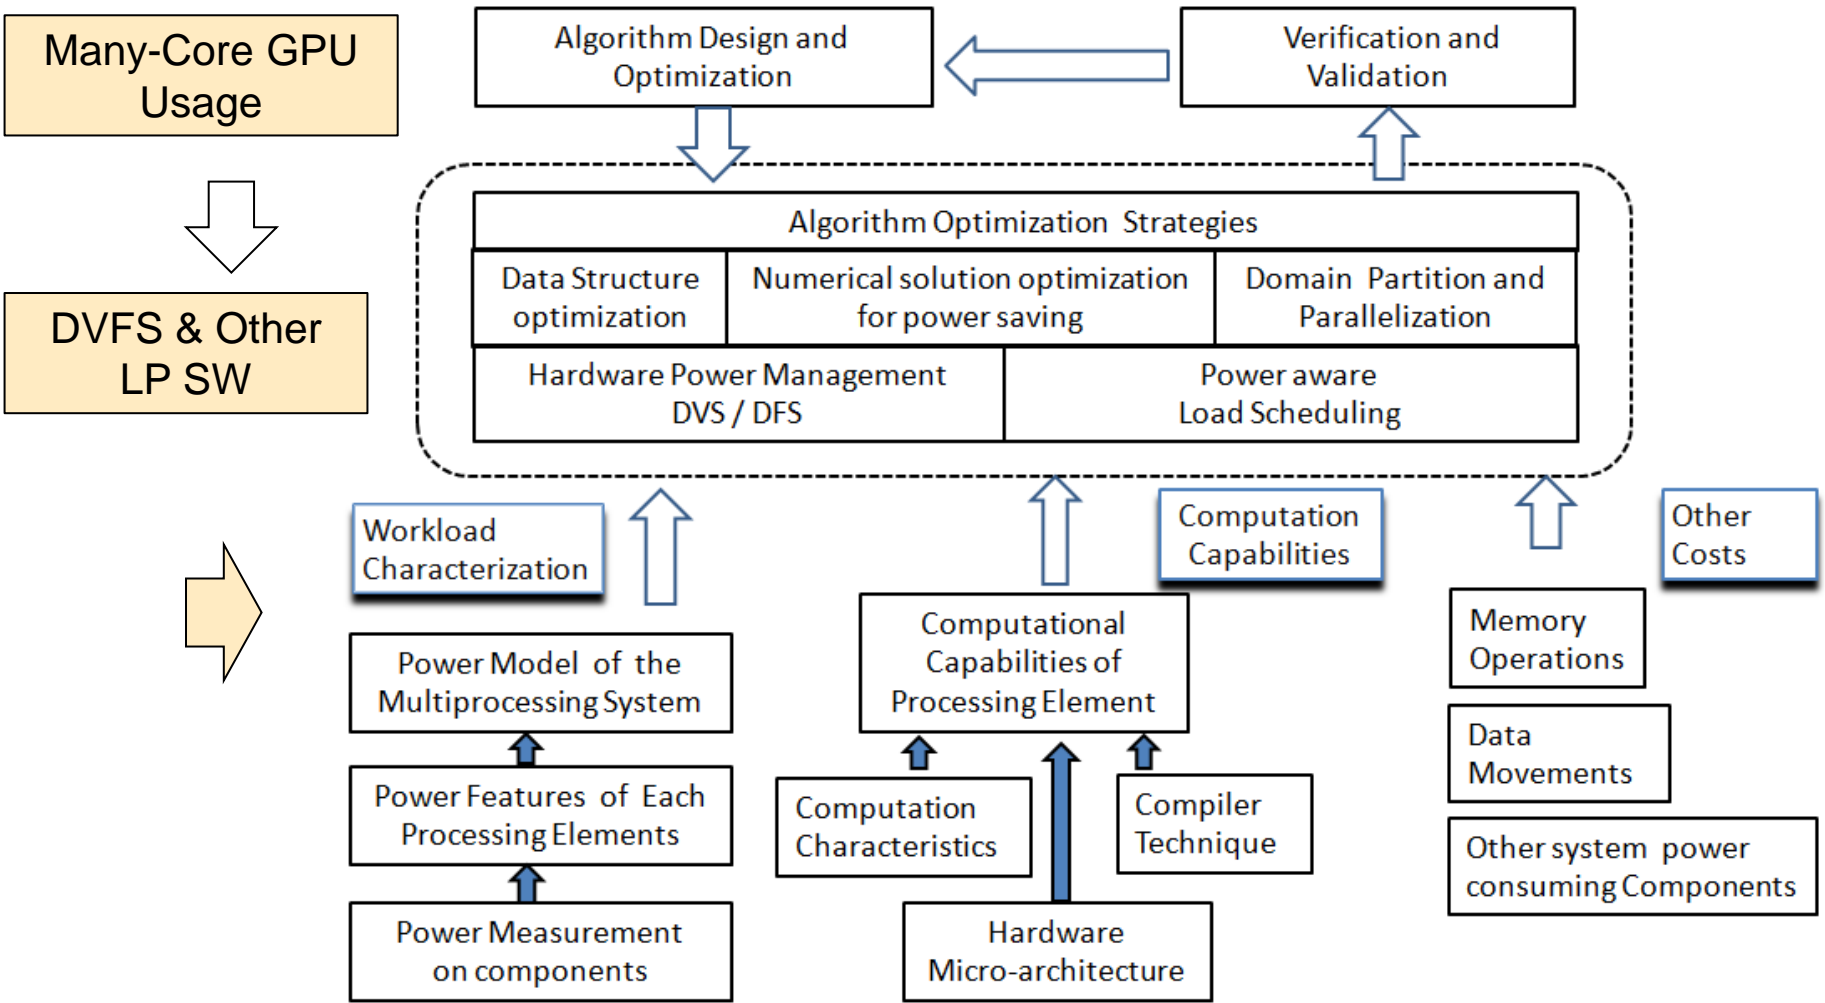 Many-Core GPU
Usage
DVFS & Other
LP SW
Algorithm Design and
Optimization
Verification and
Validation
Algorithm Optimization Strategies
Data Structure
optimization
Numerical solution optimization
for power saving
Domain Partition and
Parallelization
Hardware Power Management
DVS / DFS
Power aware
Load Scheduling
Workload
Characterization
Computation
Capabilities
Other
Costs
Power Model of the
Multiprocessing System
Power Features of Each
Processing Elements
Power Measurement
on components
Computational
Capabilities of
Processing Element
Computation
Characteristics
Compiler
Technique
Hardware
Micro-architecture
Memory
Operations
Data
Movements
Other system power
consuming Components